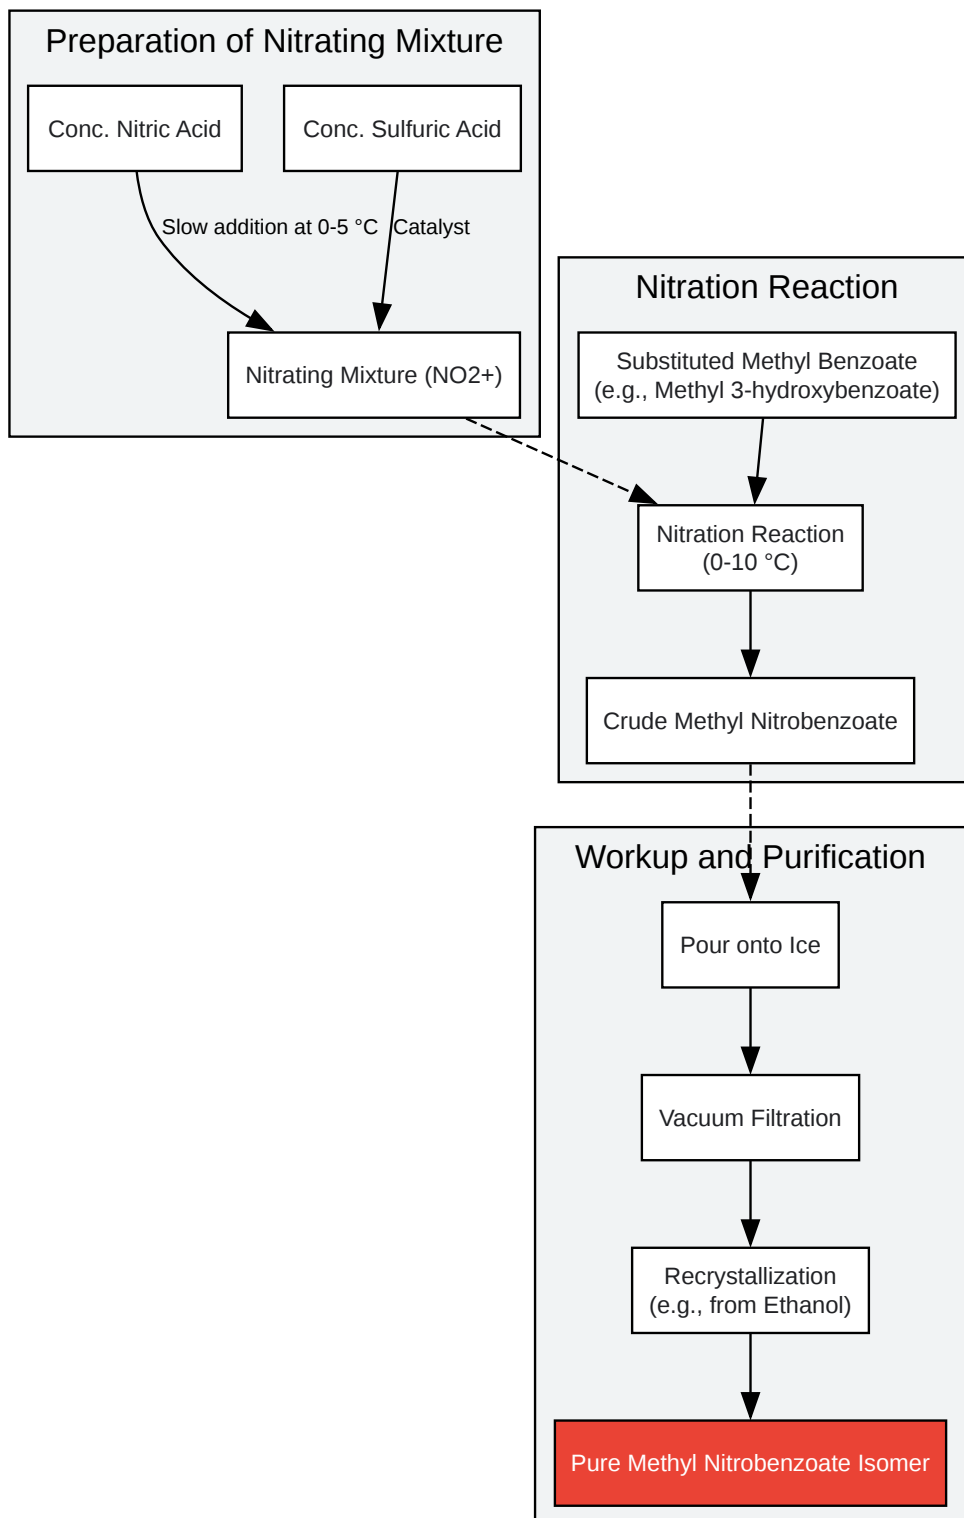 Preparation of Nitrating Mixture
Conc. Nitric Acid
Conc. Sulfuric Acid
Slow addition at 0-5 °C
Catalyst
Nitrating Mixture (NO2+)
Nitration Reaction
Substituted Methyl Benzoate
(e.g., Methyl 3-hydroxybenzoate)
Nitration Reaction
(0-10 °C)
Crude Methyl Nitrobenzoate
Workup and Purification
Pour onto Ice
Vacuum Filtration
Recrystallization
(e.g., from Ethanol)
Pure Methyl Nitrobenzoate Isomer